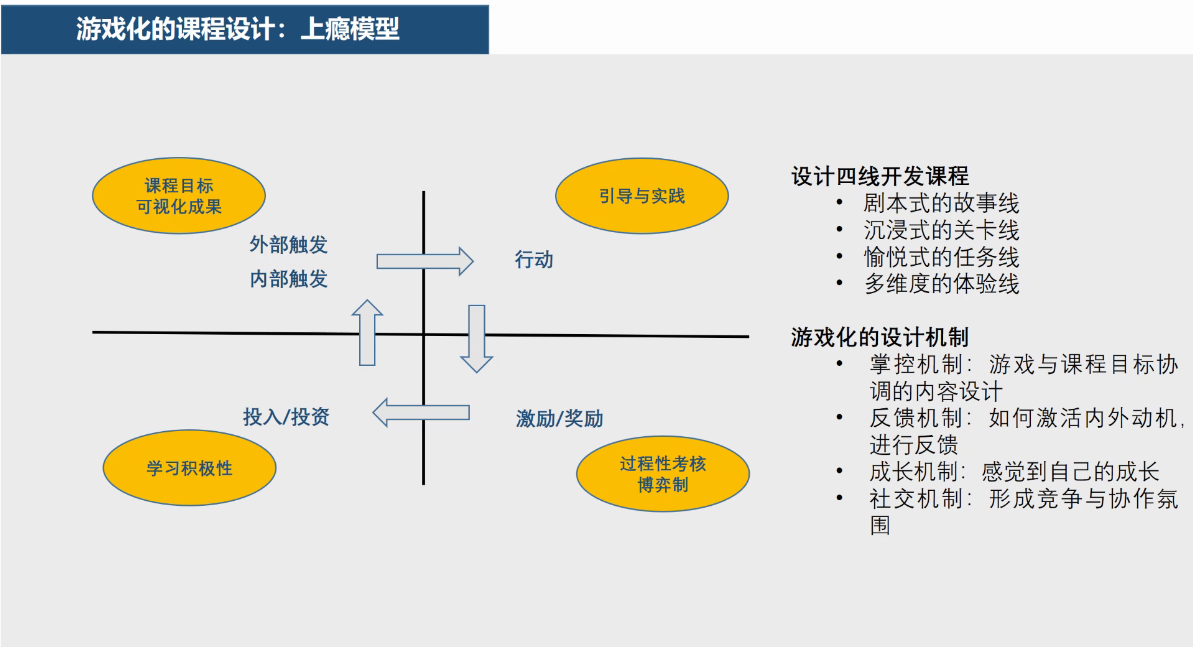 游戏化的课程设计：上瘾模型
课程目标
可视化成果
引导与实践
外部触发
内部触发
行动
投入/投资
激励/奖励
学习积极性
过程性考核
博弈制
设计四线开发课程
• 剧本式的故事线
• 沉浸式的关卡线
• 愉悦式的任务线
• 多维度的体验线
游戏化的设计机制
• 掌控机制：游戏与课程目标协
调的内容设计
• 反馈机制：如何激活内外动机,
进行反馈
• 成长机制：感觉到自己的成长
• 社交机制：形成竞争与协作氛
围